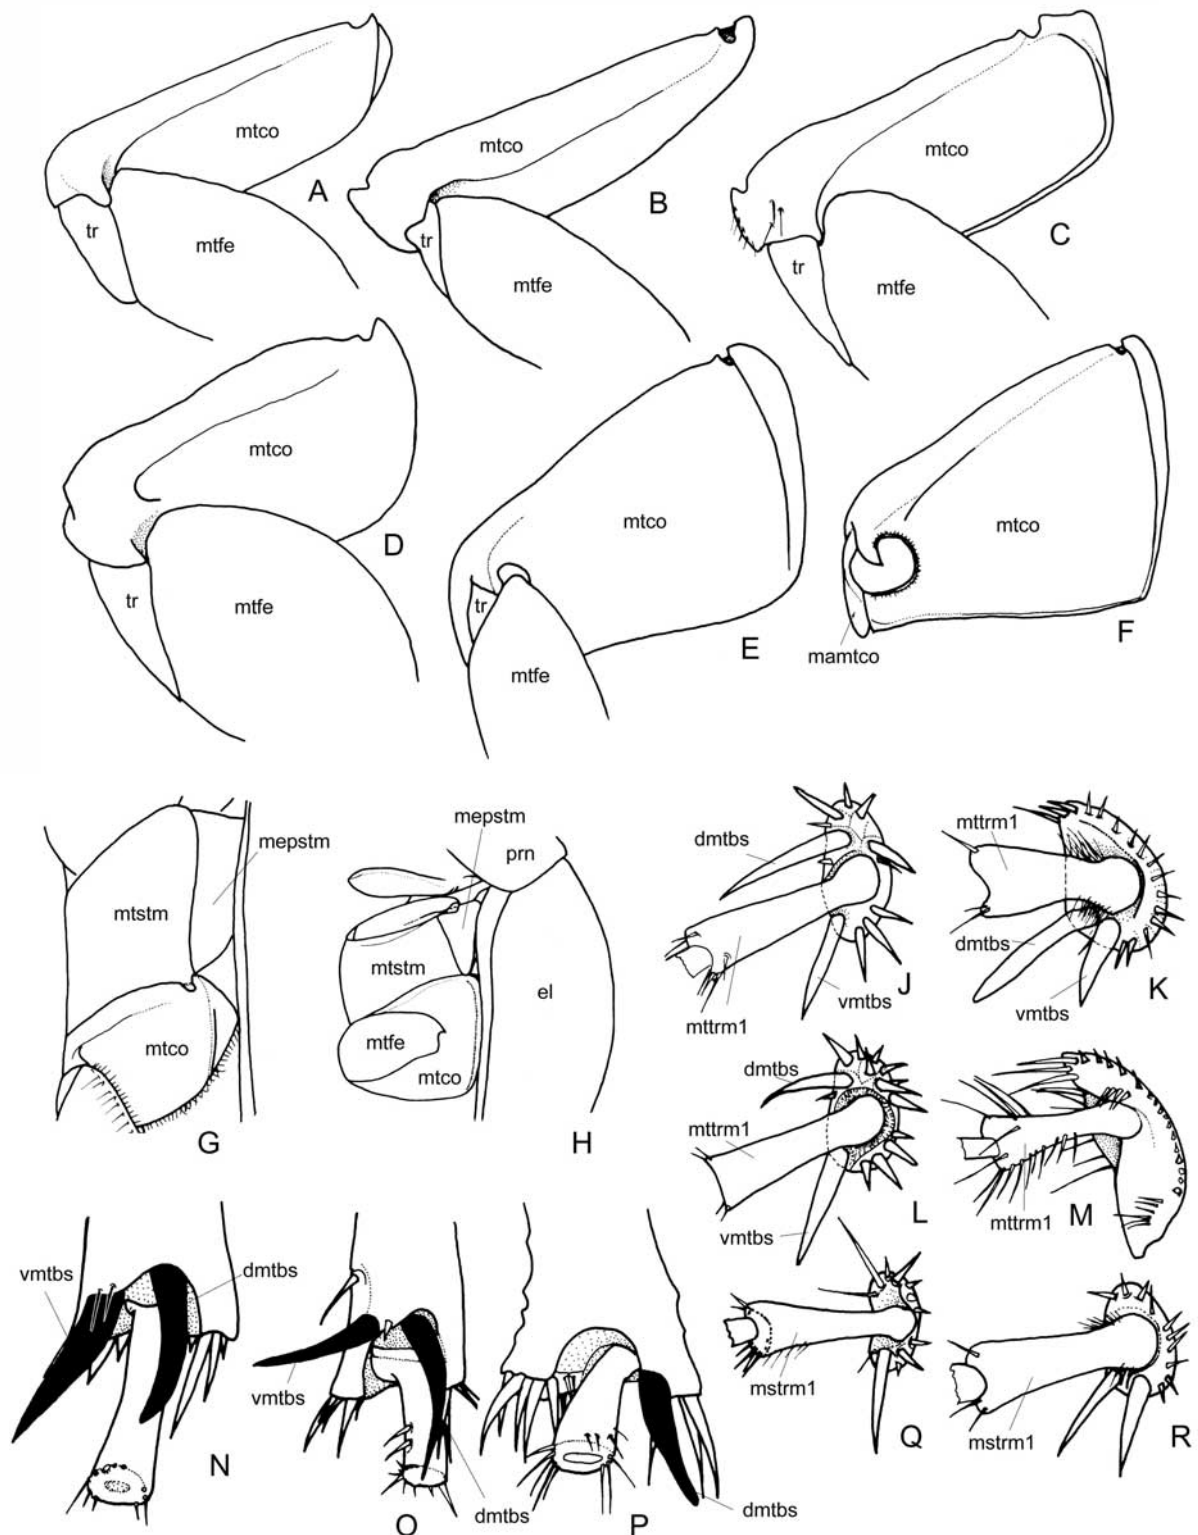 mtco
A
tr
mtfe
mtco
B
tr
mtfe
mtco
C
tr
mtfe
mtco
D
tr
mtfe
mtco
tr
E
mtfe
mtco
F
mamtco
mepstm
mtstm
mtco
G
mepstm
prn
mtstm
el
mtfe
mtco
H
dmtbs
J
vmtbs
mttrm1
mttrm1
dmtbs
K
vmtbs
dmtbs
mttrm1
L
vmtbs
mttrm1
M
vmtbs
dmtbs
N
vmtbs
dmtbs
O
P
dmtbs
mstrm1
Q
mstrm1
R